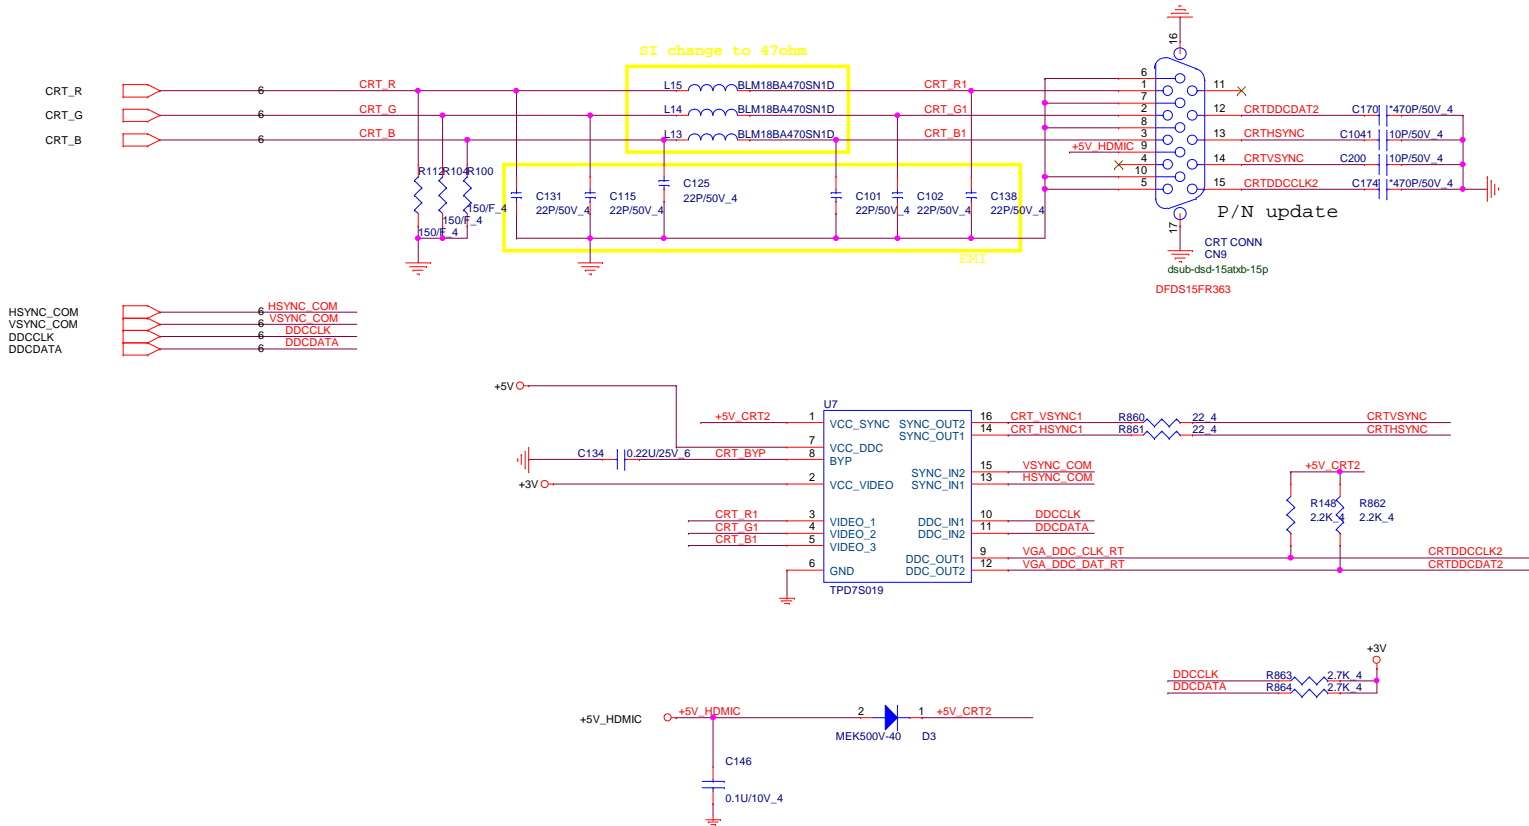 SI change to 47ohm
CRT_R 6 CRT_R L15 BLM18BA470SN1D CRT_R1
CRT_G 6 L14 BLM18BA470SN1D CRT_G1
CRT_G
CRT_B 6 CRT_B L13 BLM18BA470SN1D CRT_B1
16
6
1
7
2
8
3
9
4
10
5
11
12 CRTDDCDAT2 C170 *470P/50V_4
13 CRTHSYNC C1041 10P/50V_4
14 CRTVSYNC C200 10P/50V_4
15 CRTDDCCLK2 C174 *470P/50V_4
+5V_HDMIC
17
R112 R104 R100
150/F_4
150/F_4
150/F_4
C131
22P/50V_4
C115
22P/50V_4
C125
22P/50V_4
C101
22P/50V_4
C102
22P/50V_4
C138
22P/50V_4
EMI
P/N update
CRT CONN
CN9
dsub-dsd-15atxb-15p
DFDS15FR363
HSYNC_COM 6 HSYNC_COM
VSYNC_COM 6 VSYNC_COM
DDCCLK 6 DDCCLK
DDCDATA 6 DDCDATA
+5V
U7
+5V_CRT2 1 VCC_SYNC
7 VCC_DDC
C134 0.22U/25V_6 CRT_BYP 8 BYP
+3V 2 VCC_VIDEO
CRT_R1 3 VIDEO_1
CRT_G1 4 VIDEO_2
CRT_B1 5 VIDEO_3
6 GND
SYNC_OUT2 16 CRT_VSYNC1 R860 22_4 CRTVSYNC
SYNC_OUT1 14 CRT_HSYNC1 R861 22_4 CRTHSYNC
SYNC_IN2 15 VSYNC_COM
SYNC_IN1 13 HSYNC_COM
DDC_IN1 10 DDCCLK
DDC_IN2 11 DDCDATA
DDC_OUT1 9 VGA_DDC_CLK_RT CRTDDCCLK2
DDC_OUT2 12 VGA_DDC_DAT_RT CRTDDCDAT2
TPD7S019
+5V_CRT2
R148
2.2K_4
R862
2.2K_4
+3V
DDCCLK R863 2.7K_4
DDCDATA R864 2.7K_4
+5V_HDMIC +5V_HDMIC 2 1 +5V_CRT2
MEK500V-40 D3
C146
0.1U/10V_4